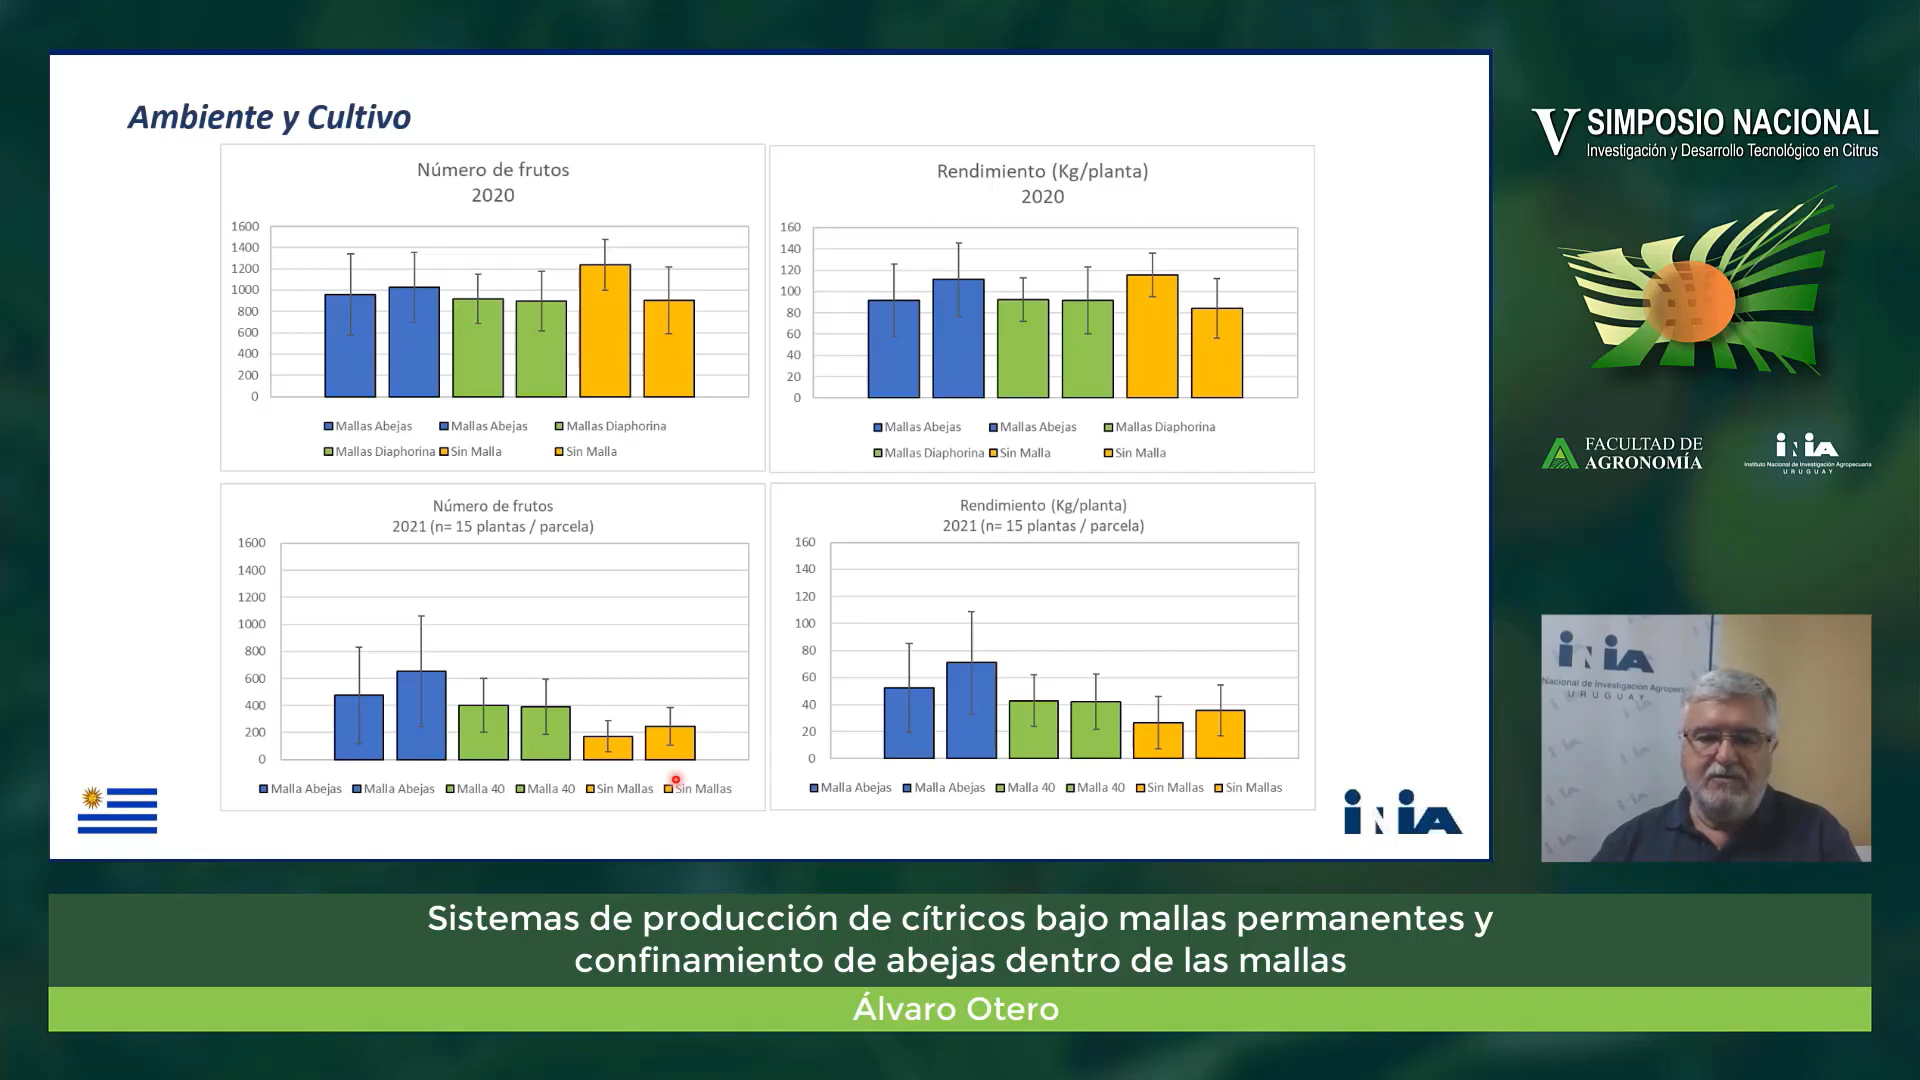 Ambiente y Cultivo
Número de frutos
2020
1600
1400
1200
1000
800
600
400
200
0
Mallas Abejas Mallas Abejas Mallas Diaphorina
Mallas Diaphorina Sin Malla Sin Malla
Rendimiento (Kg/planta)
2020
160
140
120
100
80
60
40
20
0
Mallas Abejas Mallas Abejas Mallas Diaphorina
Mallas Diaphorina Sin Malla Sin Malla
Número de frutos
2021 (n= 15 plantas / parcela)
1600
1400
1200
1000
800
600
400
200
0
Malla Abejas Malla Abejas Malla 40 Malla 40 Sin Mallas Sin Mallas
Rendimiento (Kg/planta)
2021 (n= 15 plantas / parcela)
160
140
120
100
80
60
40
20
0
Malla Abejas Malla Abejas Malla 40 Malla 40 Sin Mallas Sin Mallas
INIA
V SIMPOSIO NACIONAL
Investigación y Desarrollo Tecnológico en Citrus
FACULTAD DE
AGRONOMÍA
INIA
Instituto Nacional de Investigación Agropecuaria
URUGUAY
INIA
Nacional de Investigación Agropec
URUGUAY
Sistemas de producción de cítricos bajo mallas permanentes y
confinamiento de abejas dentro de las mallas
Álvaro Otero